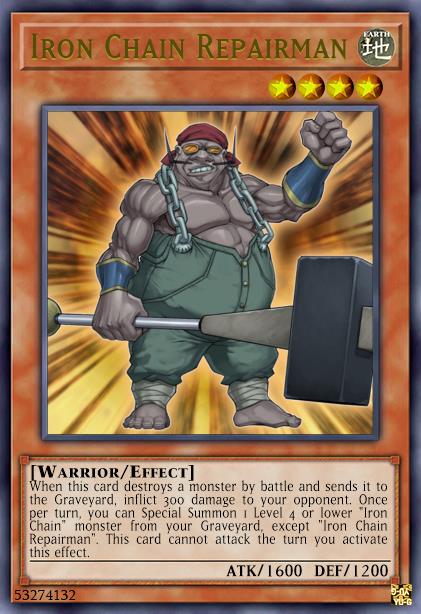 IRON CHAIN REPAIRMAN
EARTH
地
[WARRIOR/EFFECT]
When this card destroys a monster by battle and sends it to
the Graveyard, inflict 300 damage to your opponent. Once
per turn, you can Special Summon 1 Level 4 or lower "Iron
Chain" monster from your Graveyard, except "Iron Chain
Repairman". This card cannot attack the turn you activate
this effect.
ATK/1600 DEF/1200
53274132